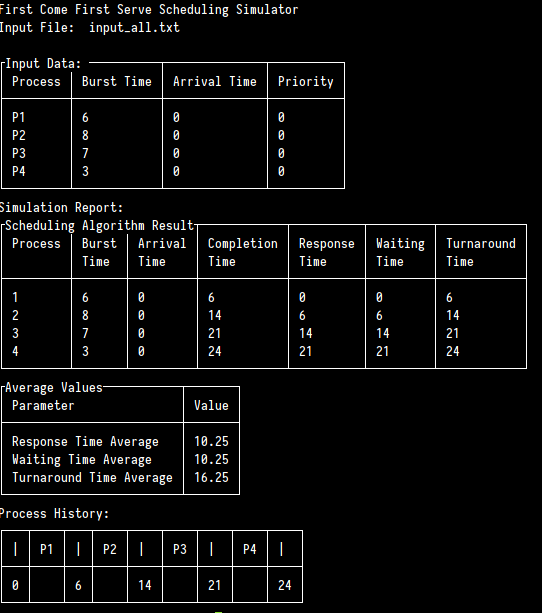 First Come First Serve Scheduling Simulator
Input File:  input_all.txt
Input Data:
Process Burst Time Arrival Time Priority
P1 6 0 0
P2 8 0 0
P3 7 0 0
P4 3 0 0
Simulation Report:
Scheduling Algorithm Result
Process Burst Arrival Completion Response Waiting Turnaround
Time Time Time Time Time Time
1 6 0 6 0 0 6
2 8 0 14 6 6 14
3 7 0 21 14 14 21
4 3 0 24 21 21 24
Average Values
Parameter Value
Response Time Average 10.25
Waiting Time Average 10.25
Turnaround Time Average 16.25
Process History:
| P1 | P2 | P3 | P4 |
0 6 14 21 24